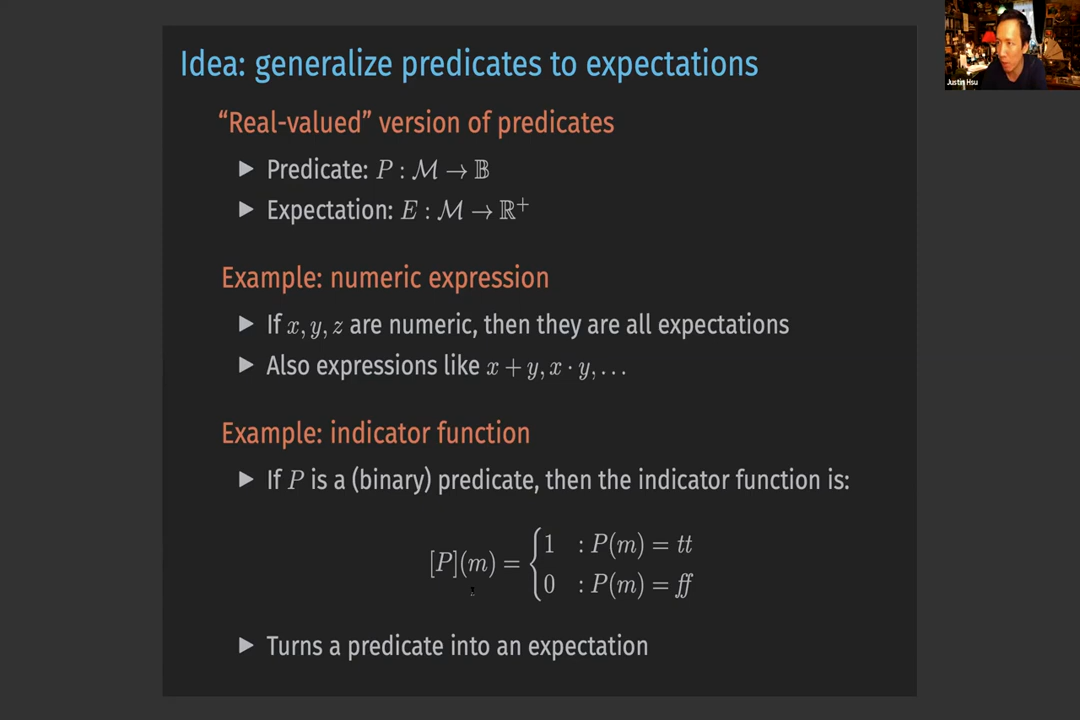 Idea: generalize predicates to expectations
Justin Hsu
“Real-valued” version of predicates
▶ Predicate: P : ℳ → 𝔹
▶ Expectation: E : ℳ → ℝ⁺
Example: numeric expression
▶ If x, y, z are numeric, then they are all expectations
▶ Also expressions like x + y, x · y, . . .
Example: indicator function
▶ If P is a (binary) predicate, then the indicator function is:
[P](m) = { 1 : P(m) = tt
0 : P(m) = ff
▶ Turns a predicate into an expectation